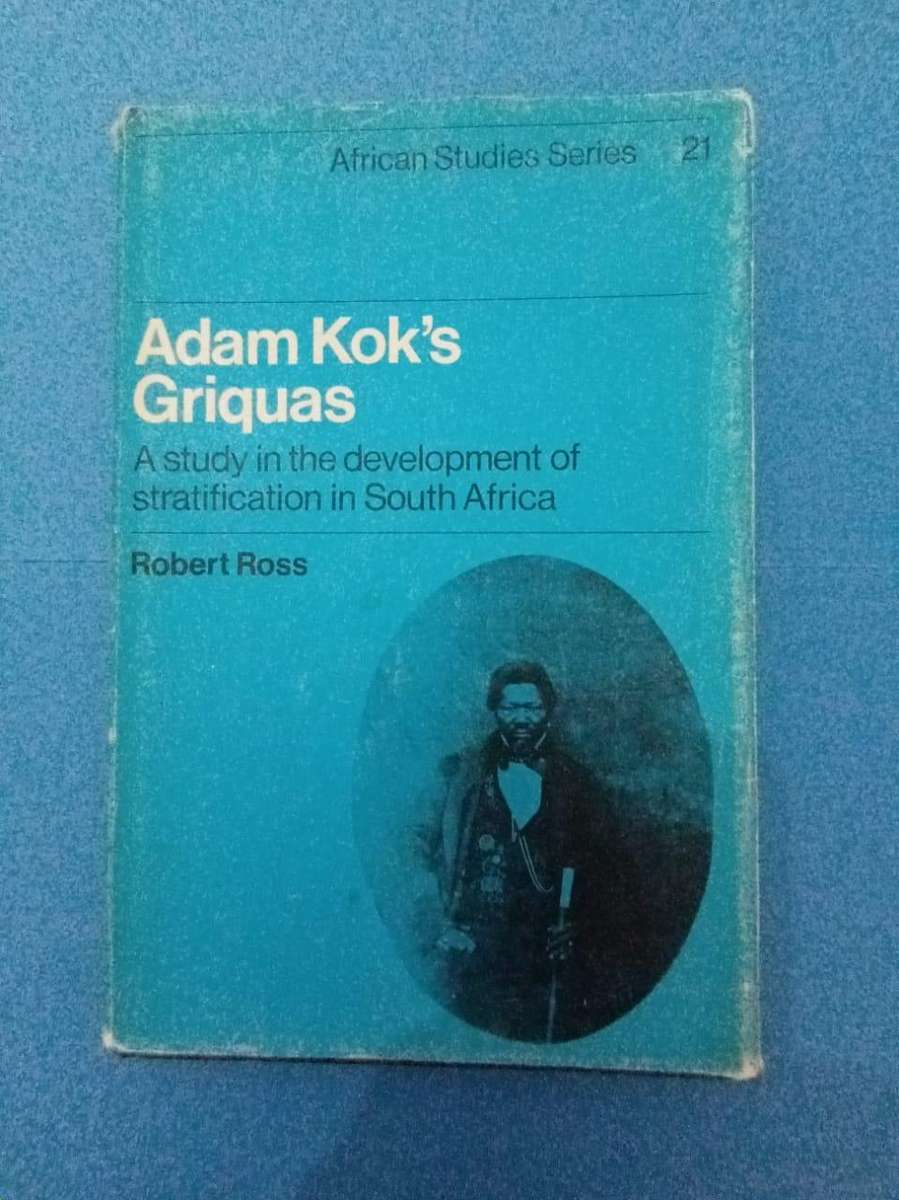 African Studies Series 21
Adam Kok's
Griquas
A study in the development of
stratification in South Africa
Robert Ross